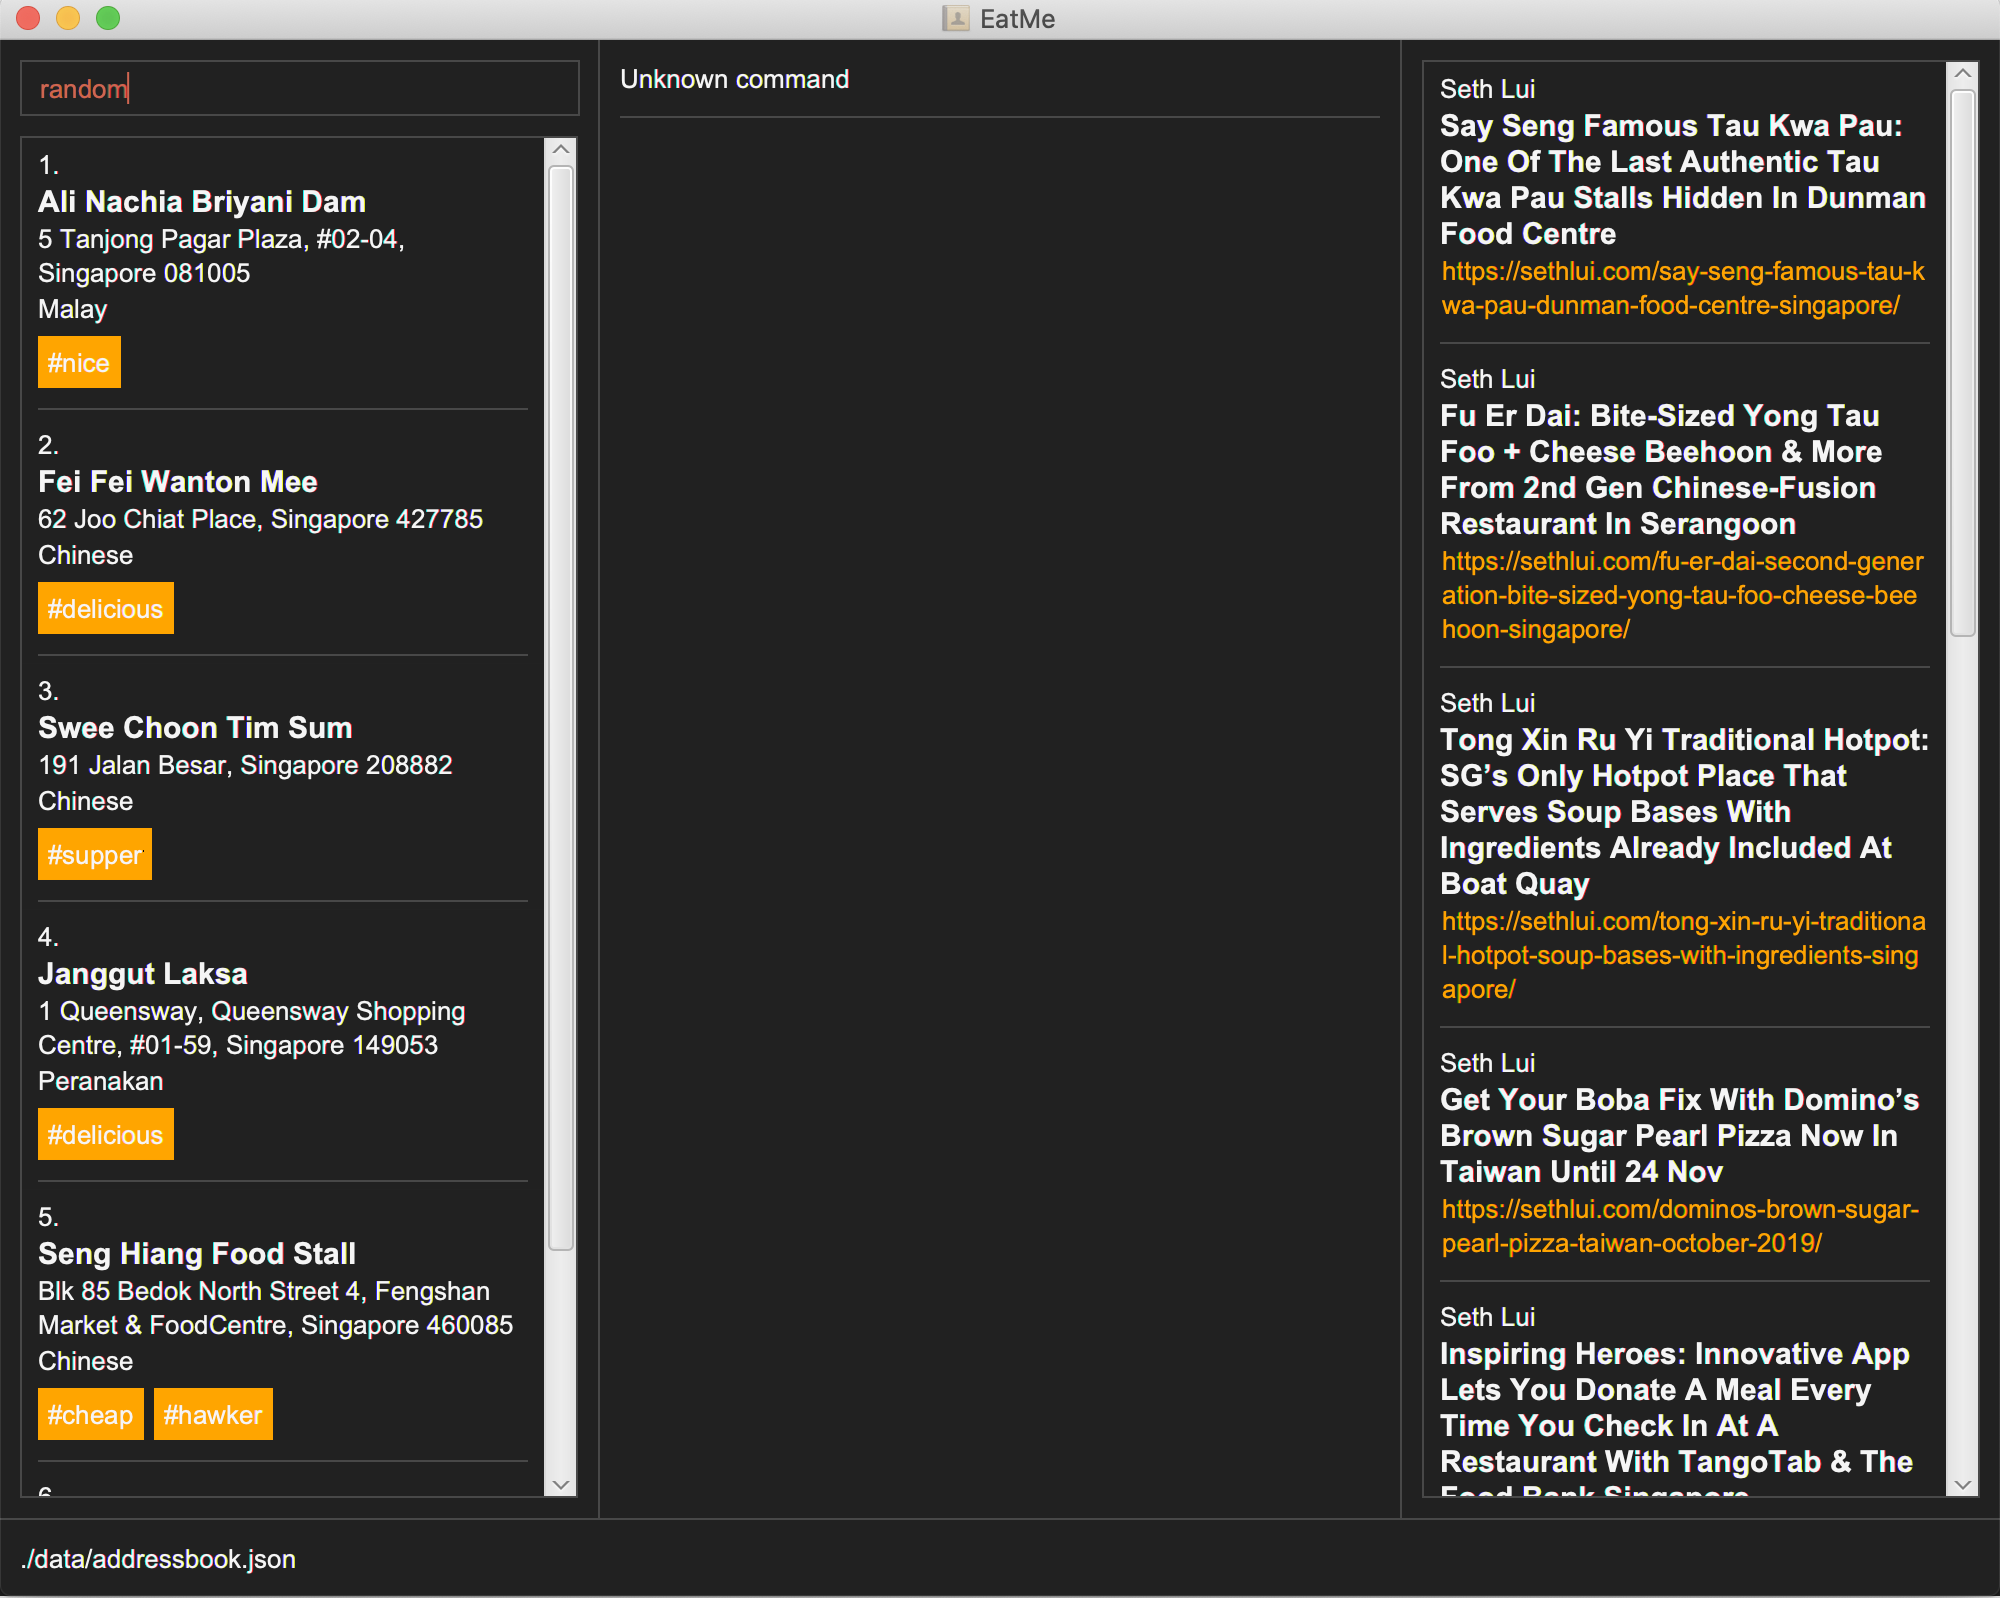 EatMe
random
1.
Ali Nachia Briyani Dam
5 Tanjong Pagar Plaza, #02-04,
Singapore 081005
Malay
#nice
2.
Fei Fei Wanton Mee
62 Joo Chiat Place, Singapore 427785
Chinese
#delicious
3.
Swee Choon Tim Sum
191 Jalan Besar, Singapore 208882
Chinese
#supper
4.
Janggut Laksa
1 Queensway, Queensway Shopping
Centre, #01-59, Singapore 149053
Peranakan
#delicious
5.
Seng Hiang Food Stall
Blk 85 Bedok North Street 4, Fengshan
Market & FoodCentre, Singapore 460085
Chinese
#cheap #hawker
6.
Unknown command
Seth Lui
Say Seng Famous Tau Kwa Pau:
One Of The Last Authentic Tau
Kwa Pau Stalls Hidden In Dunman
Food Centre
https://sethlui.com/say-seng-famous-tau-k
wa-pau-dunman-food-centre-singapore/
Seth Lui
Fu Er Dai: Bite-Sized Yong Tau
Foo + Cheese Beehoon & More
From 2nd Gen Chinese-Fusion
Restaurant In Serangoon
https://sethlui.com/fu-er-dai-second-gener
ation-bite-sized-yong-tau-foo-cheese-bee
hoon-singapore/
Seth Lui
Tong Xin Ru Yi Traditional Hotpot:
SG’s Only Hotpot Place That
Serves Soup Bases With
Ingredients Already Included At
Boat Quay
https://sethlui.com/tong-xin-ru-yi-traditiona
l-hotpot-soup-bases-with-ingredients-sing
apore/
Seth Lui
Get Your Boba Fix With Domino’s
Brown Sugar Pearl Pizza Now In
Taiwan Until 24 Nov
https://sethlui.com/dominos-brown-sugar-
pearl-pizza-taiwan-october-2019/
Seth Lui
Inspiring Heroes: Innovative App
Lets You Donate A Meal Every
Time You Check In At A
Restaurant With TangoTab & The
Food Bank Singapore
./data/addressbook.json